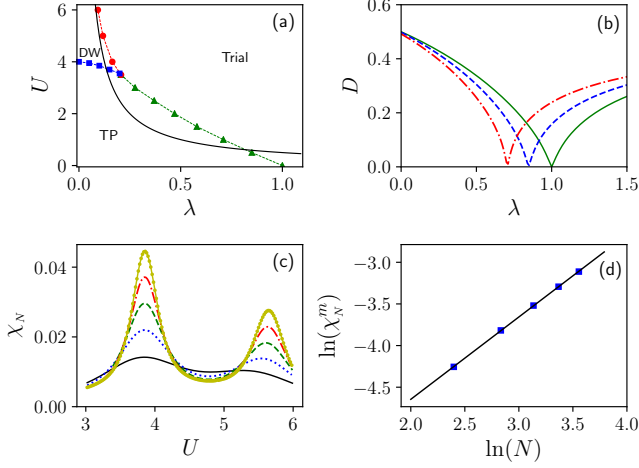 6
4
2
0
U
DW
TP
Trial
(a)
0.0
0.5
1.0
λ
0.6
0.4
0.2
0.0
D
(b)
0.0
0.5
1.0
1.5
λ
0.04
0.02
0.00
χ_N
(c)
3
4
5
6
U
−3.0
−3.5
−4.0
−4.5
ln(χ_N^m)
(d)
2.0
2.5
3.0
3.5
4.0
ln(N)